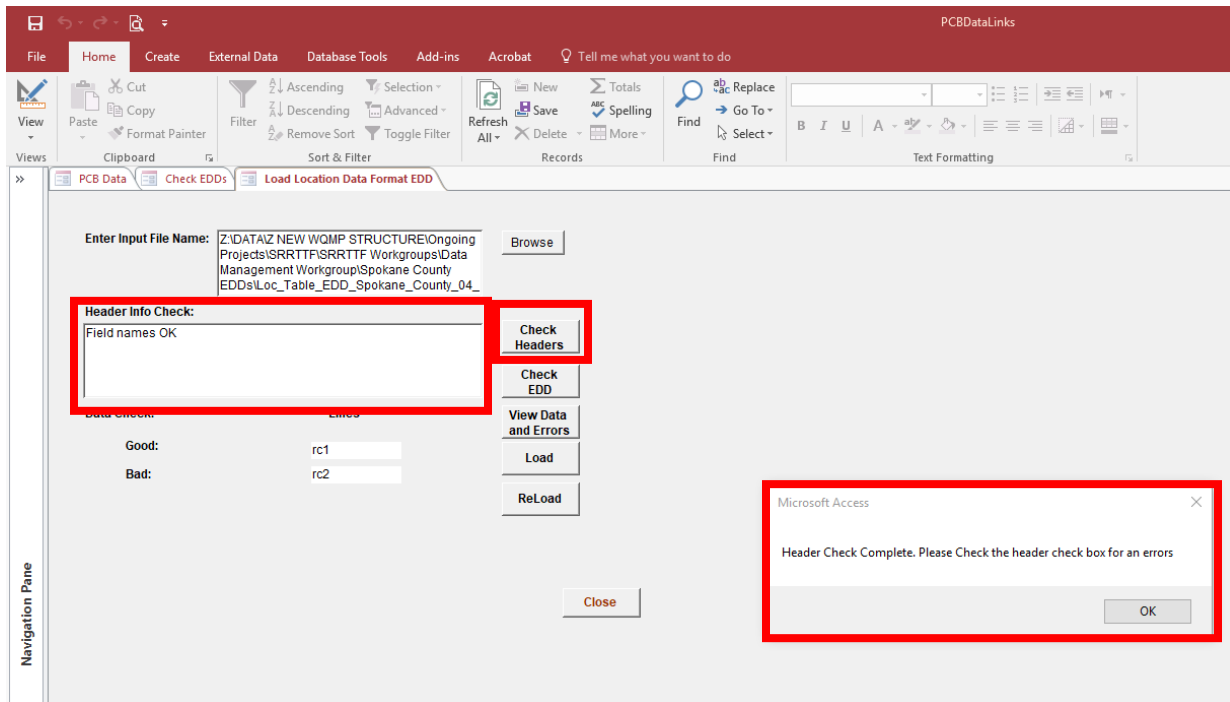 PCBDataLinks
File Home Create External Data Database Tools Add-ins Acrobat Tell me what you want to do
View
Views
Paste
Cut
Copy
Format Painter
Clipboard
Filter
Ascending
Descending
Remove Sort
Selection
Advanced
Toggle Filter
Sort & Filter
Refresh
All
New
Save
Delete
Totals
Spelling
More
Records
Find
Replace
Go To
Select
Find
B I U A
Text Formatting
PCB Data Check EDDs Load Location Data Format EDD
Navigation Pane
Enter Input File Name:
Z:\DATA\Z NEW WQMP STRUCTURE\Ongoing
Projects\SRRTTF\SRRTTF Workgroups\Data
Management Workgroup\Spokane County
EDDs\Loc_Table_EDD_Spokane_County_04_
Browse
Header Info Check:
Field names OK
Check
Headers
Check
EDD
Data Check: Lines
View Data
and Errors
Good: rc1
Load
Bad: rc2
ReLoad
Close
Microsoft Access
Header Check Complete. Please Check the header check box for an errors
OK